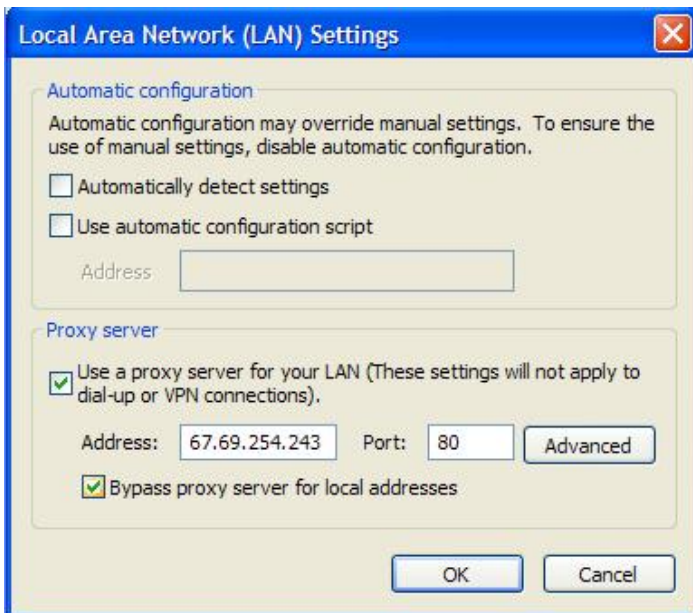 Local Area Network (LAN) Settings
Automatic configuration
Automatic configuration may override manual settings. To ensure the
use of manual settings, disable automatic configuration.
Automatically detect settings
Use automatic configuration script
Address
Proxy server
Use a proxy server for your LAN (These settings will not apply to
dial-up or VPN connections).
Address: 67.69.254.243 Port: 80 Advanced
Bypass proxy server for local addresses
OK Cancel